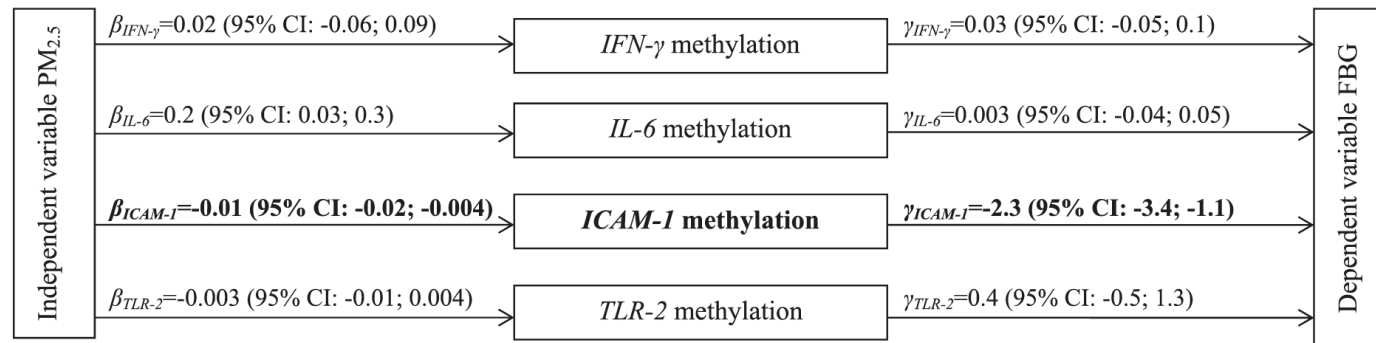 Independent variable PM2.5
βIFN-γ=0.02 (95% CI: -0.06; 0.09)
IFN-γ methylation
γIFN-γ=0.03 (95% CI: -0.05; 0.1)
βIL-6=0.2 (95% CI: 0.03; 0.3)
IL-6 methylation
γIL-6=0.003 (95% CI: -0.04; 0.05)
βICAM-1=-0.01 (95% CI: -0.02; -0.004)
ICAM-1 methylation
γICAM-1=-2.3 (95% CI: -3.4; -1.1)
βTLR-2=-0.003 (95% CI: -0.01; 0.004)
TLR-2 methylation
γTLR-2=0.4 (95% CI: -0.5; 1.3)
Dependent variable FBG